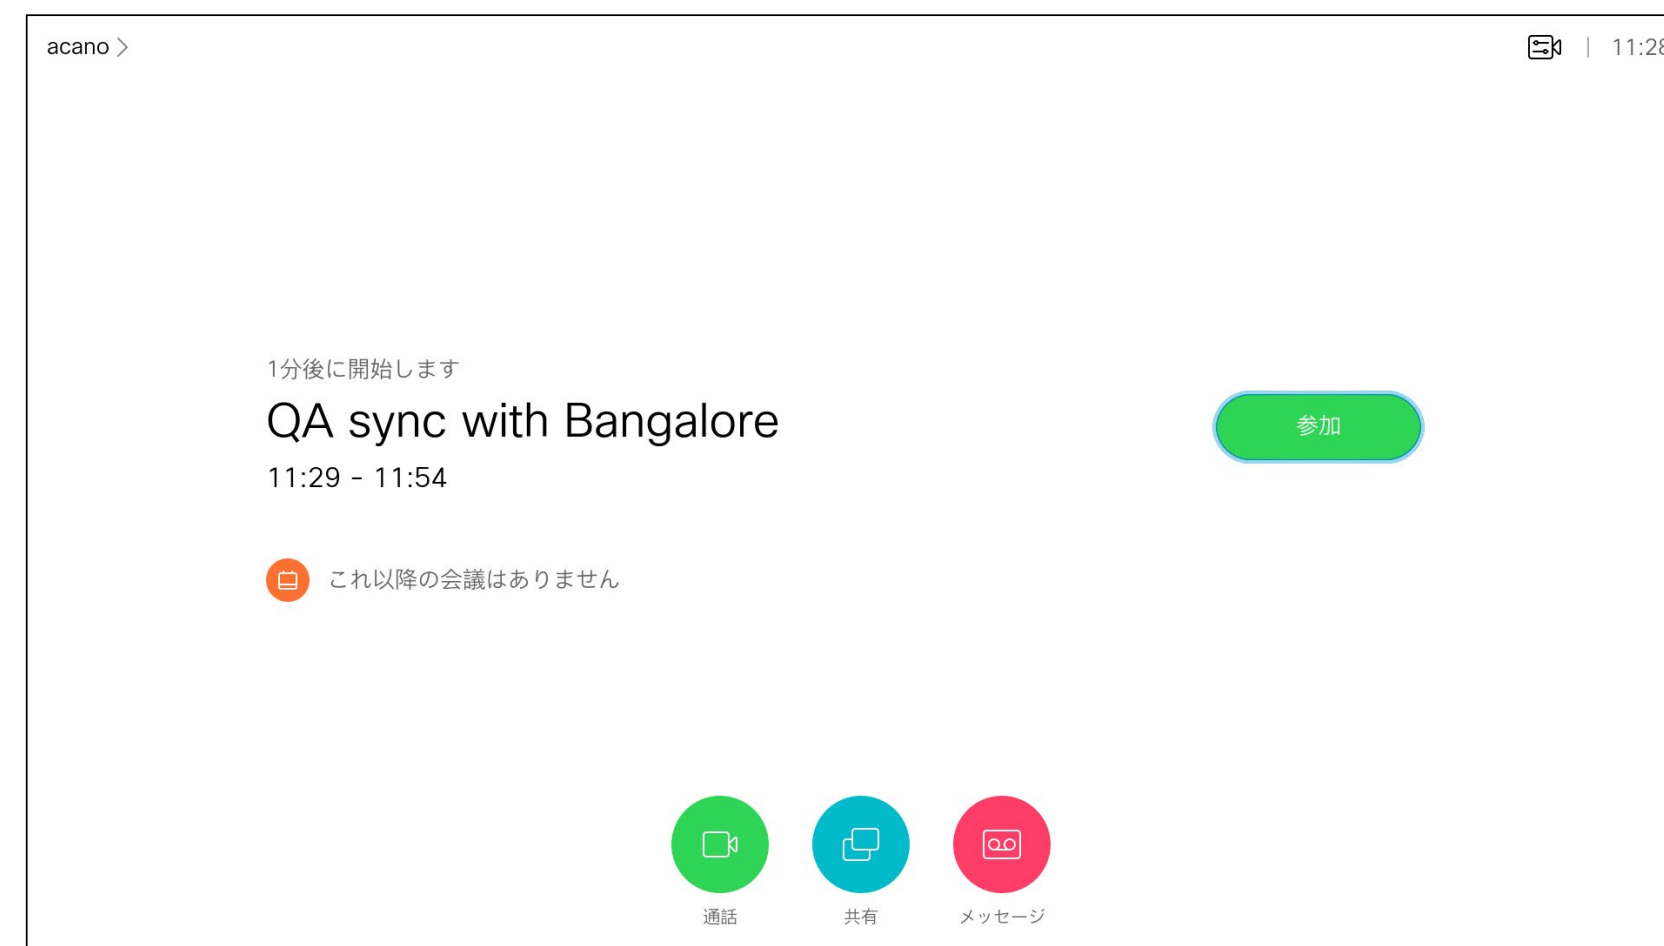 acano
11:28
1分後に開始します
QA sync with Bangalore
11:29 - 11:54
参加
これ以降の会議はありません
通話
共有
メッセージ